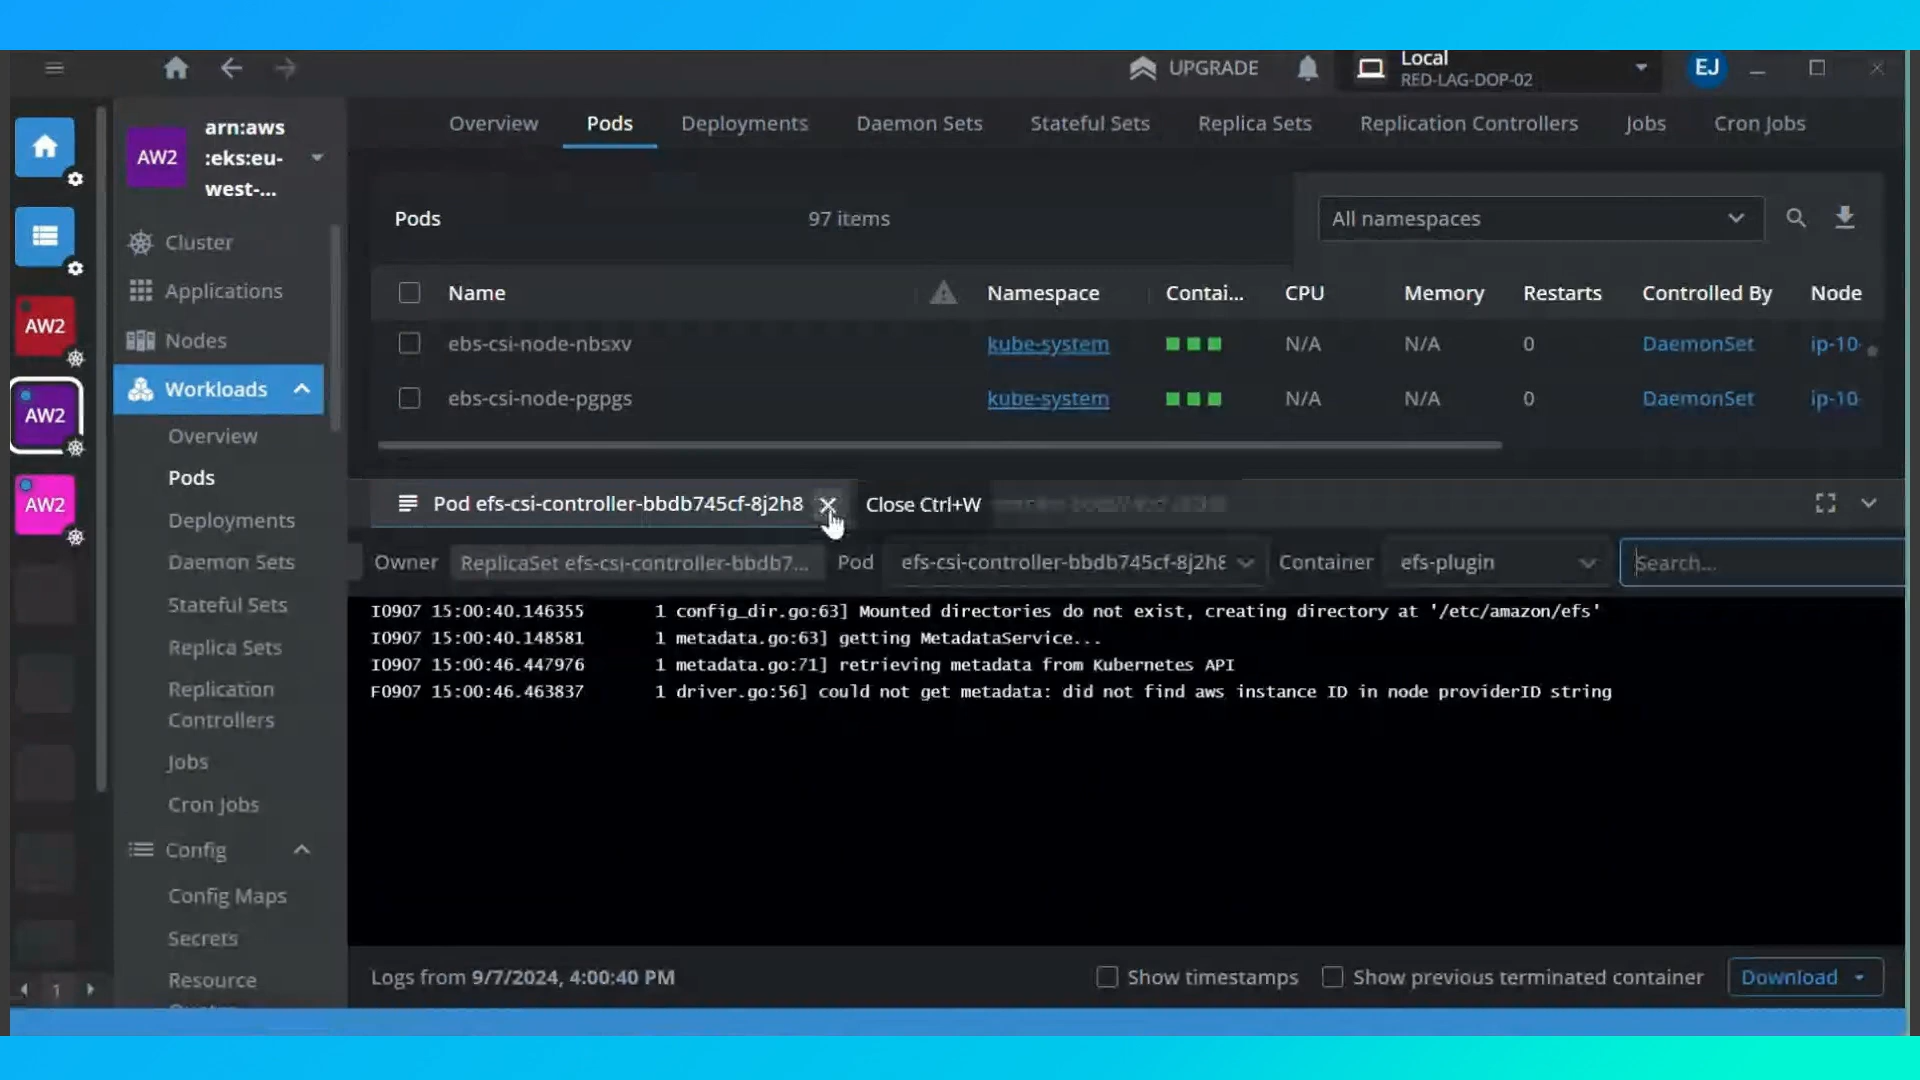 UPGRADE
Local
RED-LAG-DOP-02
EJ
AW2
arn:aws
:eks:eu-
west-...
Overview
Pods
Deployments
Daemon Sets
Stateful Sets
Replica Sets
Replication Controllers
Jobs
Cron Jobs
AW2
AW2
AW2
1
Cluster
Applications
Nodes
Workloads
Overview
Pods
Deployments
Daemon Sets
Stateful Sets
Replica Sets
Replication
Controllers
Jobs
Cron Jobs
Config
Config Maps
Secrets
Resource
Pods
97 items
All namespaces
Name
Namespace
Contai...
CPU
Memory
Restarts
Controlled By
Node
ebs-csi-node-nbsxv
kube-system
N/A
N/A
0
DaemonSet
ip-10-
ebs-csi-node-pgpgs
kube-system
N/A
N/A
0
DaemonSet
ip-10-
Pod efs-csi-controller-bbdb745cf-8j2h8
Close Ctrl+W
Owner
ReplicaSet efs-csi-controller-bbdb7...
Pod
efs-csi-controller-bbdb745cf-8j2h8
Container
efs-plugin
Search...
I0907 15:00:40.146355 1 config_dir.go:63] Mounted directories do not exist, creating directory at '/etc/amazon/efs'
I0907 15:00:40.148581 1 metadata.go:63] getting MetadataService...
I0907 15:00:46.447976 1 metadata.go:71] retrieving metadata from Kubernetes API
F0907 15:00:46.463837 1 driver.go:56] could not get metadata: did not find aws instance ID in node providerID string
Logs from 9/7/2024, 4:00:40 PM
Show timestamps
Show previous terminated container
Download